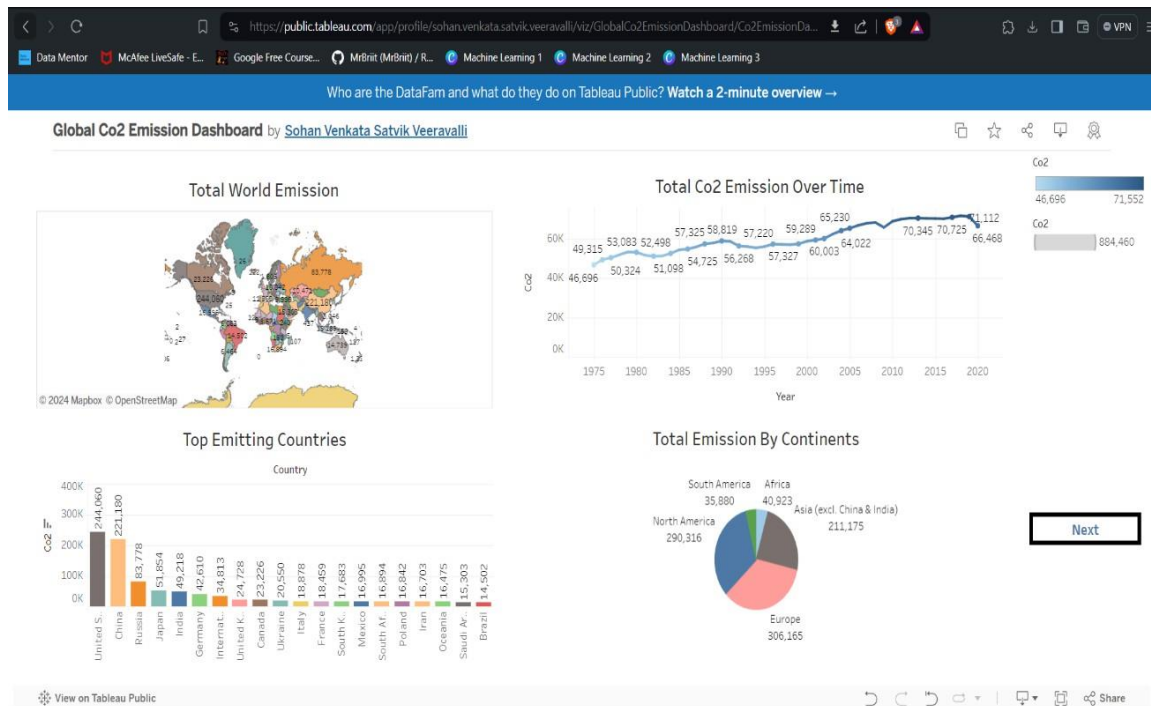 https://public.tableau.com/app/profile/sohan.venkata.satvik.veeravalli/viz/GlobalCo2EmissionDashboard/Co2EmissionDa...
VPN
Data Mentor McAfee LiveSafe - E... Google Free Course... MrBriit (MrBriit) / R... Machine Learning 1 Machine Learning 2 Machine Learning 3
Who are the DataFam and what do they do on Tableau Public? Watch a 2-minute overview →
Global Co2 Emission Dashboard by Sohan Venkata Satvik Veeravalli
Total World Emission
23,226
244,060
83,778
221,180
14,502
14,739
© 2024 Mapbox © OpenStreetMap
Total Co2 Emission Over Time
Co2
60K
40K
20K
0K
46,696
49,315
50,324
53,083
52,498
51,098
57,325
54,725
58,819
56,268
57,220
57,327
59,289
60,003
65,230
64,022
70,345
70,725
71,112
66,468
1975 1980 1985 1990 1995 2000 2005 2010 2015 2020
Year
Co2
46,696 71,552
Co2
884,460
Top Emitting Countries
Country
Co2
400K
300K
200K
100K
0K
244,060
221,180
83,778
51,854
49,218
42,610
34,813
24,728
23,226
20,550
18,878
18,459
17,683
16,995
16,894
16,842
16,703
16,475
15,303
14,502
United S..
China
Russia
Japan
India
Germany
Internat..
United K..
Canada
Ukraine
Italy
France
South K..
Mexico
South Af..
Poland
Iran
Oceania
Saudi Ar..
Brazil
Total Emission By Continents
South America
35,880
Africa
40,923
Asia (excl. China & India)
211,175
North America
290,316
Europe
306,165
Next
View on Tableau Public
Share